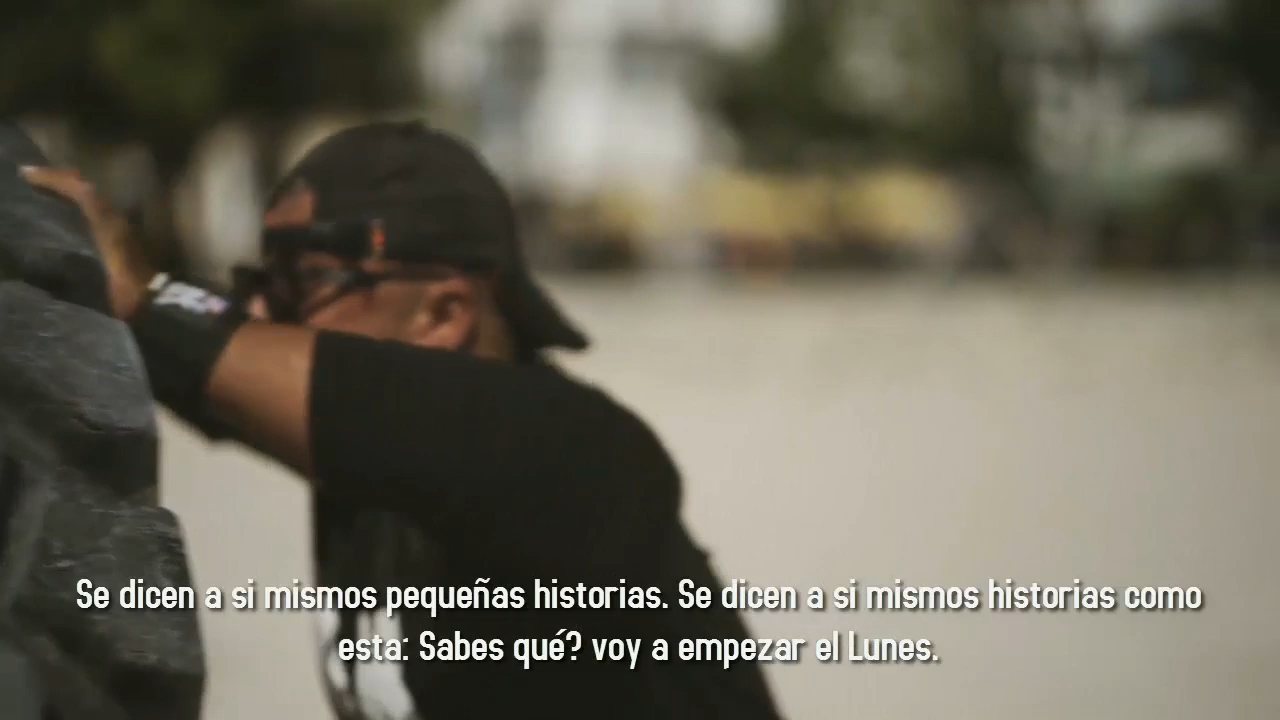 Se dicen a si mismos pequeñas historias. Se dicen a si mismos historias como
esta: Sabes qué? voy a empezar el Lunes.